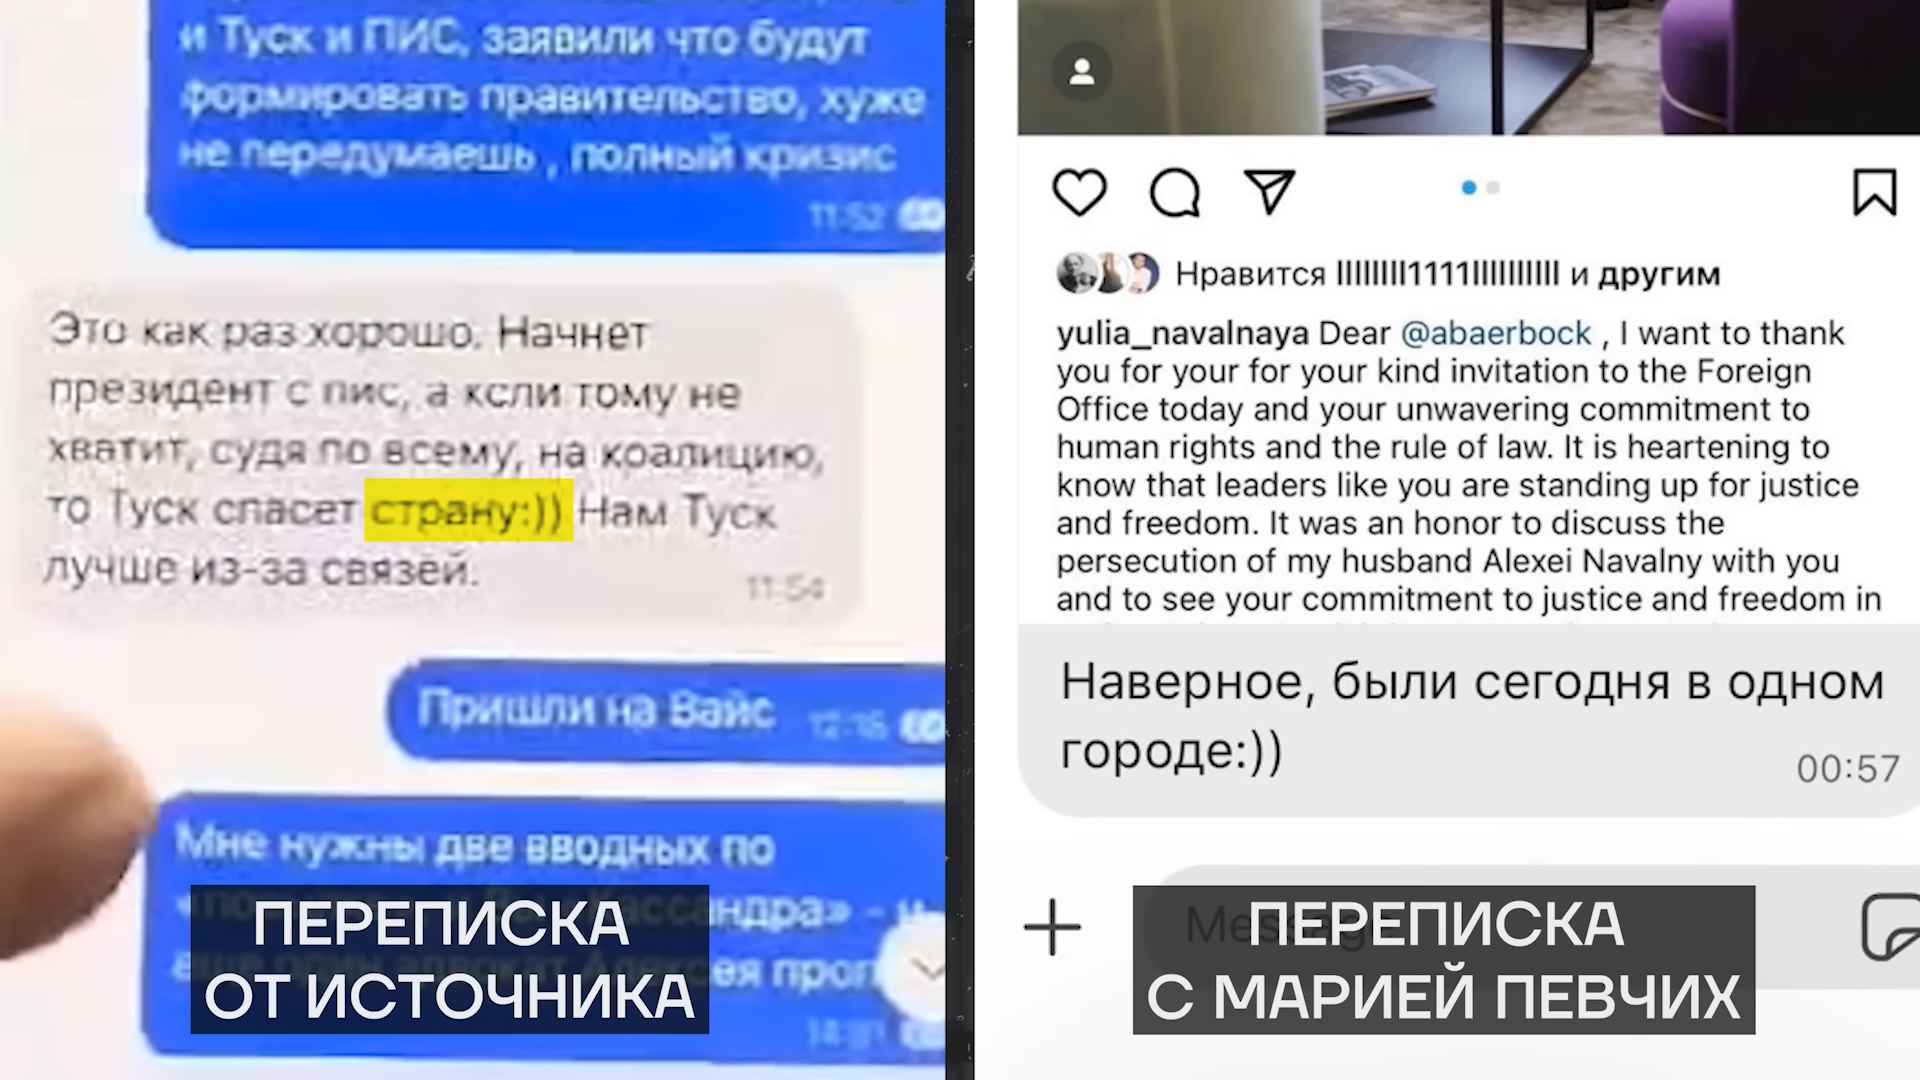 и Туск и ПИС, заявили что будут
формировать правительство, хуже
не передумаешь , полный кризис
11:52
Это как раз хорошо. Начнет
президент с пис, а ксли тому не
хватит, судя по всему, на коалицию,
то Туск спасет страну:)) Нам Туск
лучше из-за связей.
11:54
Пришли на Вайс
12:18
Мне нужны две вводных по
ПЕРЕПИСКА
ОТ ИСТОЧНИКА
Нравится llllllll1111llllllllll и другим
yulia_navalnaya Dear @abaerbock , I want to thank
you for your for your kind invitation to the Foreign
Office today and your unwavering commitment to
human rights and the rule of law. It is heartening to
know that leaders like you are standing up for justice
and freedom. It was an honor to discuss the
persecution of my husband Alexei Navalny with you
and to see your commitment to justice and freedom in
Наверное, были сегодня в одном
городе:))
00:57
ПЕРЕПИСКА
С МАРИЕЙ ПЕВЧИХ